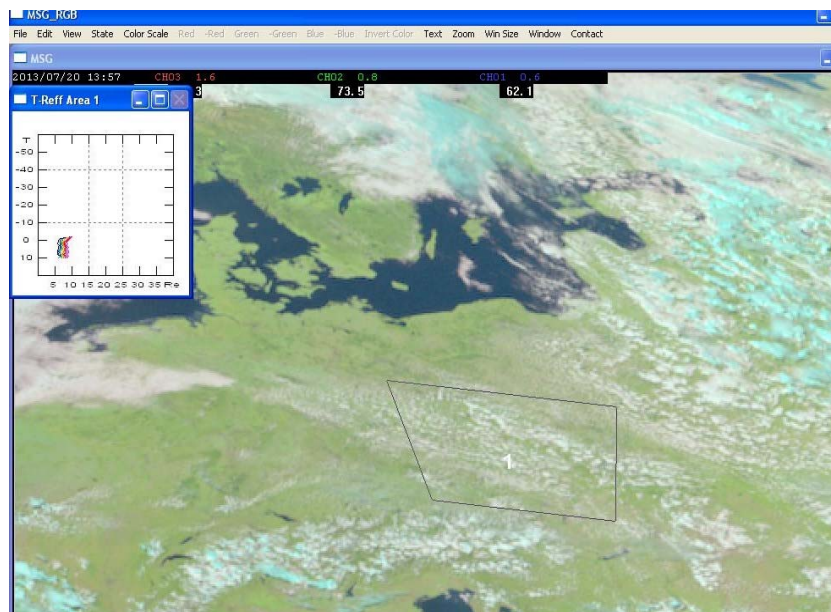 MSG_RGB
File Edit View State Color Scale Red -Red Green -Green Blue -Blue Invert Color Text Zoom Win Size Window Contact
MSG
2013/07/20 13:57 CH03 1.6 CH02 0.8 CH01 0.6
3 73.5 62.1
T-Reff Area 1
T
-50
-40
-30
-20
-10
0
10
5 10 15 20 25 30 35 Re
1